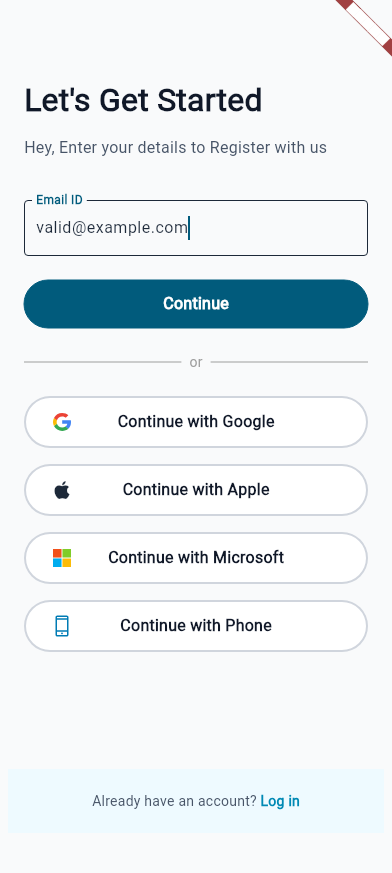 Let's Get Started
Hey, Enter your details to Register with us
Email ID
valid@example.com
Continue
or
Continue with Google
Continue with Apple
Continue with Microsoft
Continue with Phone
Already have an account? Log in